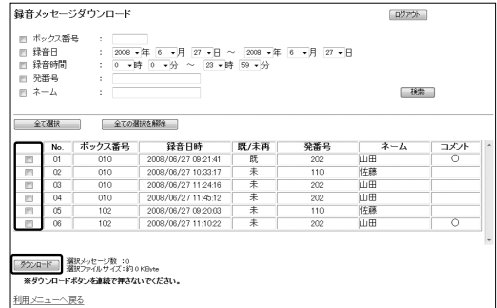 録音メッセージダウンロード ログアウト
ボックス番号 :
録音日 : 2008 年 6 月 27 日 ～ 2008 年 6 月 27 日
録音時間 : 0 時 0 分 ～ 23 時 59 分
発番号 :
ネーム : 検索
全て選択 全ての選択を解除
No. ボックス番号 録音日時 既/未再 発番号 ネーム コメント
01 010 2008/06/27 09:21:41 既 202 山田 ○
02 010 2008/06/27 10:33:17 未 110 佐藤
03 010 2008/06/27 11:24:16 未 202 山田
04 010 2008/06/27 11:45:12 未 202 山田
05 102 2008/06/27 09:20:03 未 110 佐藤
06 102 2008/06/27 11:10:22 未 202 山田 ○
ダウンロード 選択メッセージ数 :0
選択ファイルサイズ:約 0 KByte
※ダウンロードボタンを連続で押さないでください。
利用メニューへ戻る